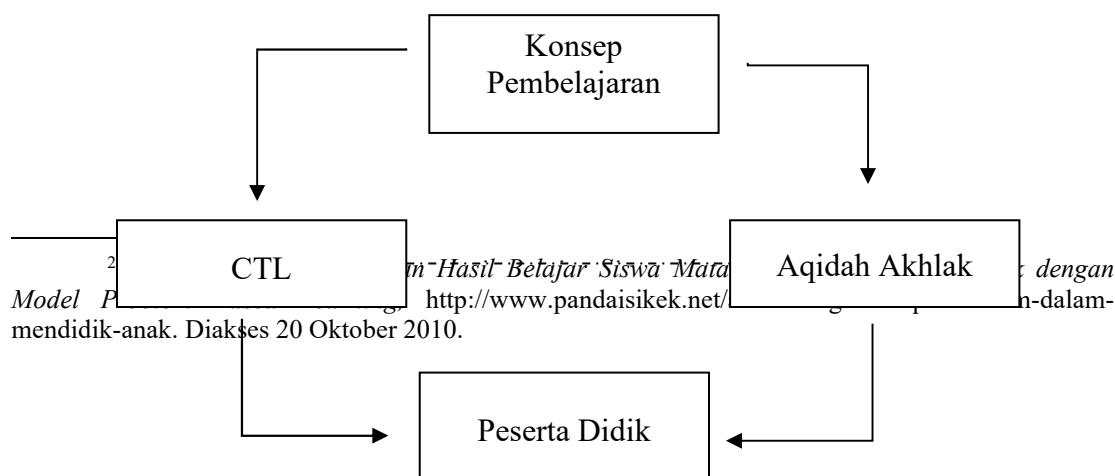 Konsep
Pembelajaran
CTL
Aqidah Akhlak
2 Hasil Belajar Siswa Mata dengan
Model http://www.pandaisikek.net/ m-dalam-
mendidik-anak. Diakses 20 Oktober 2010.
Peserta Didik